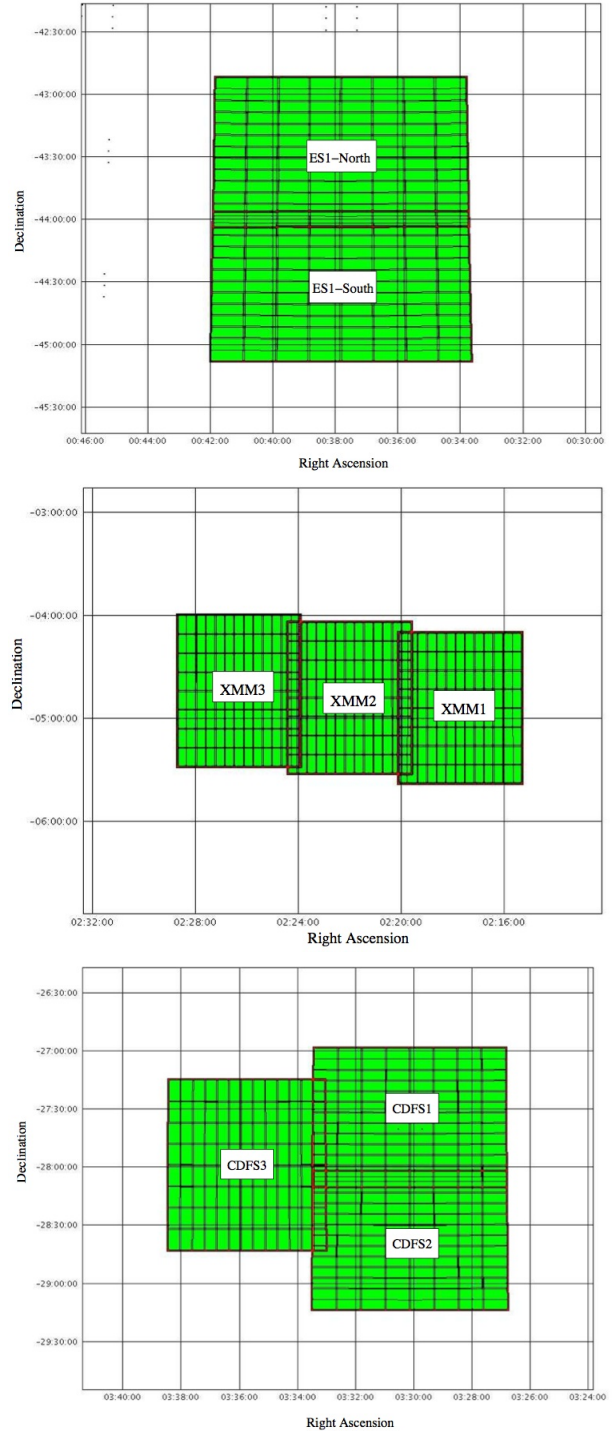 −42:30:00
−43:00:00
−43:30:00
−44:00:00
−44:30:00
−45:00:00
−45:30:00
Declination
ES1−North
ES1−South
00:46:00 00:44:00 00:42:00 00:40:00 00:38:00 00:36:00 00:34:00 00:32:00 00:30:00
Right Ascension
−03:00:00
−04:00:00
−05:00:00
−06:00:00
Declination
XMM3
XMM2
XMM1
02:32:00 02:28:00 02:24:00 02:20:00 02:16:00
Right Ascension
−26:30:00
−27:00:00
−27:30:00
−28:00:00
−28:30:00
−29:00:00
−29:30:00
Declination
CDFS1
CDFS3
CDFS2
03:40:00 03:38:00 03:36:00 03:34:00 03:32:00 03:30:00 03:28:00 03:26:00 03:24:00
Right Ascension